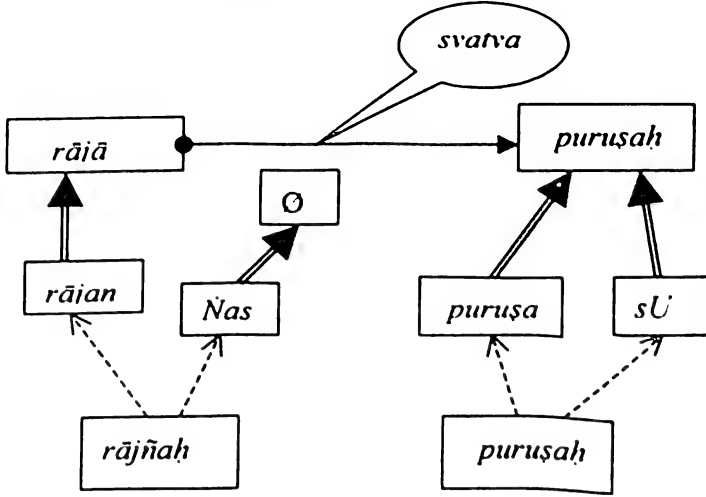 svatva
rājā
puruṣaḥ
Ø
rājan
Ṅas
puruṣa
sU
rājñaḥ
puruṣaḥ